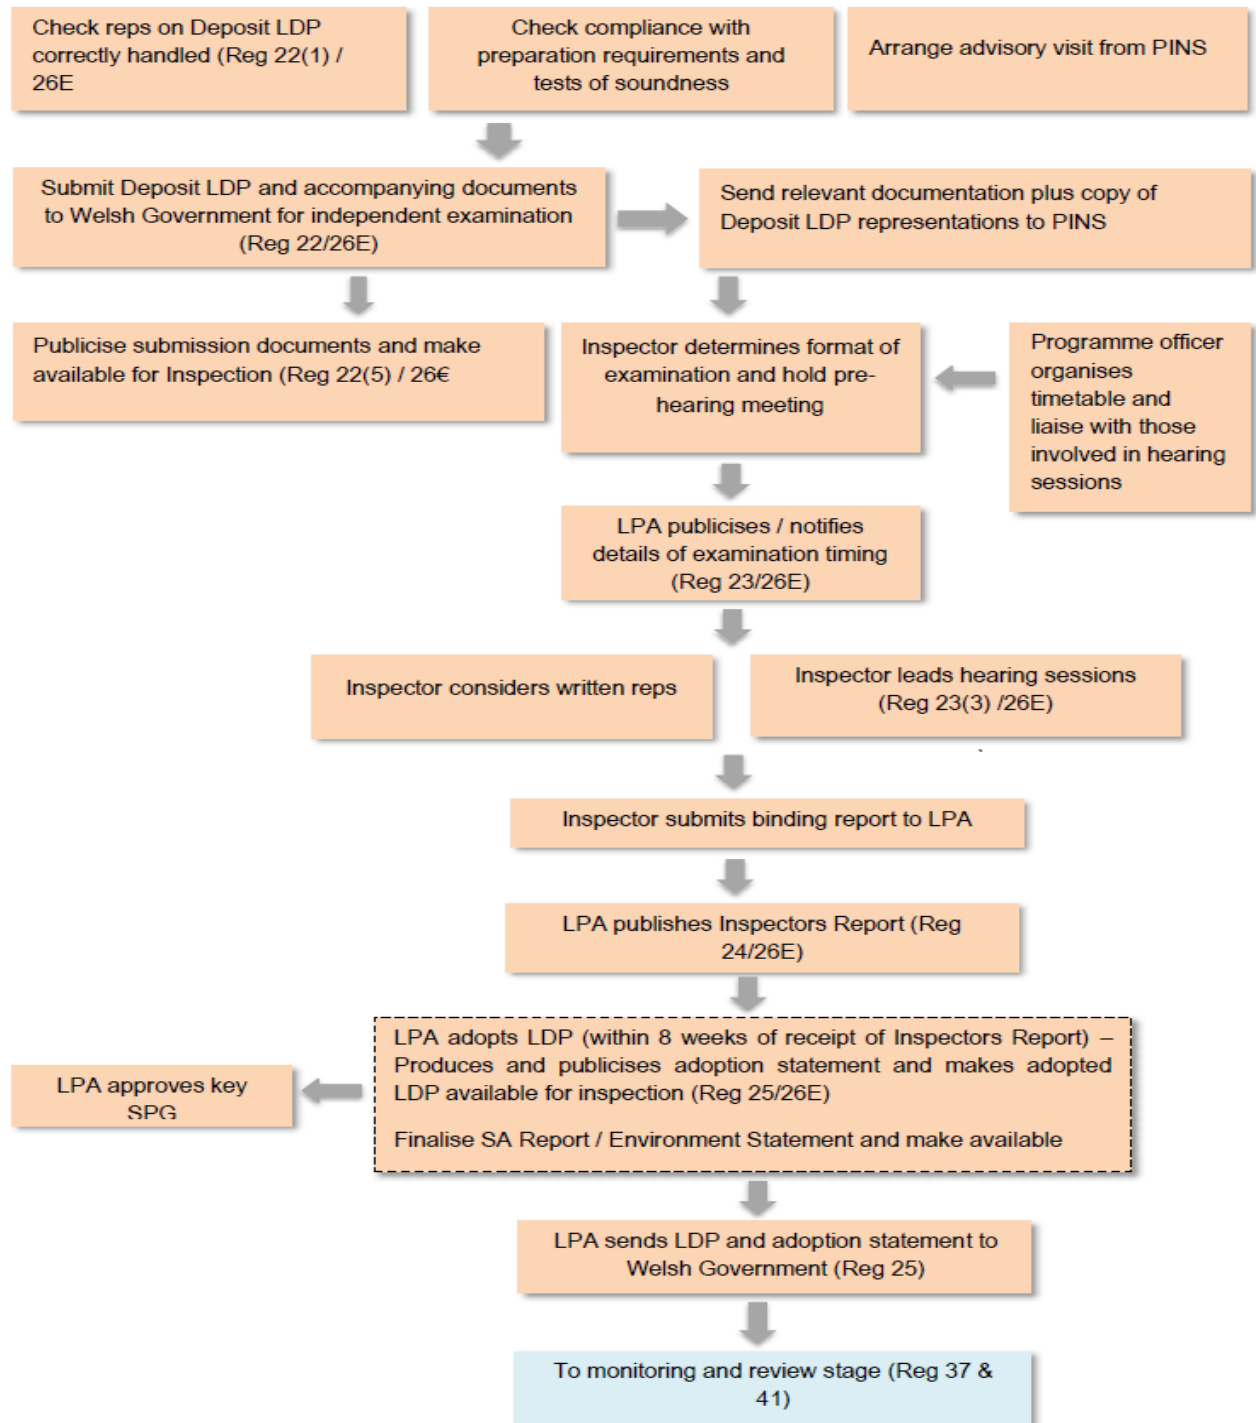 Check reps on Deposit LDP
correctly handled (Reg 22(1) /
26E
Check compliance with
preparation requirements and
tests of soundness
Arrange advisory visit from PINS
Submit Deposit LDP and accompanying documents
to Welsh Government for independent examination
(Reg 22/26E)
Send relevant documentation plus copy of
Deposit LDP representations to PINS
Publicise submission documents and make
available for Inspection (Reg 22(5) / 26€
Inspector determines format of
examination and hold pre-
hearing meeting
Programme officer
organises
timetable and
liaise with those
involved in hearing
sessions
LPA publicises / notifies
details of examination timing
(Reg 23/26E)
Inspector considers written reps
Inspector leads hearing sessions
(Reg 23(3) /26E)
Inspector submits binding report to LPA
LPA publishes Inspectors Report (Reg
24/26E)
LPA adopts LDP (within 8 weeks of receipt of Inspectors Report) –
Produces and publicises adoption statement and makes adopted
LDP available for inspection (Reg 25/26E)
Finalise SA Report / Environment Statement and make available
LPA approves key
SPG
LPA sends LDP and adoption statement to
Welsh Government (Reg 25)
To monitoring and review stage (Reg 37 &
41)